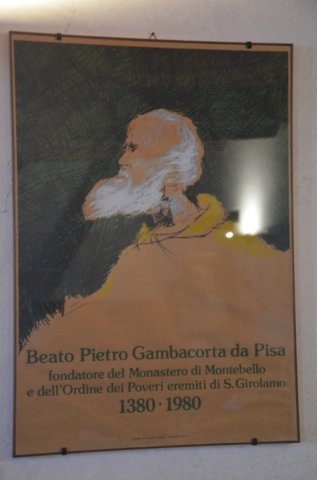 Beato Pietro Gambacorta da Pisa
fondatore del Monastero di Montebello
e dell'Ordine dei Poveri eremiti di S. Girolamo
1380 · 1980